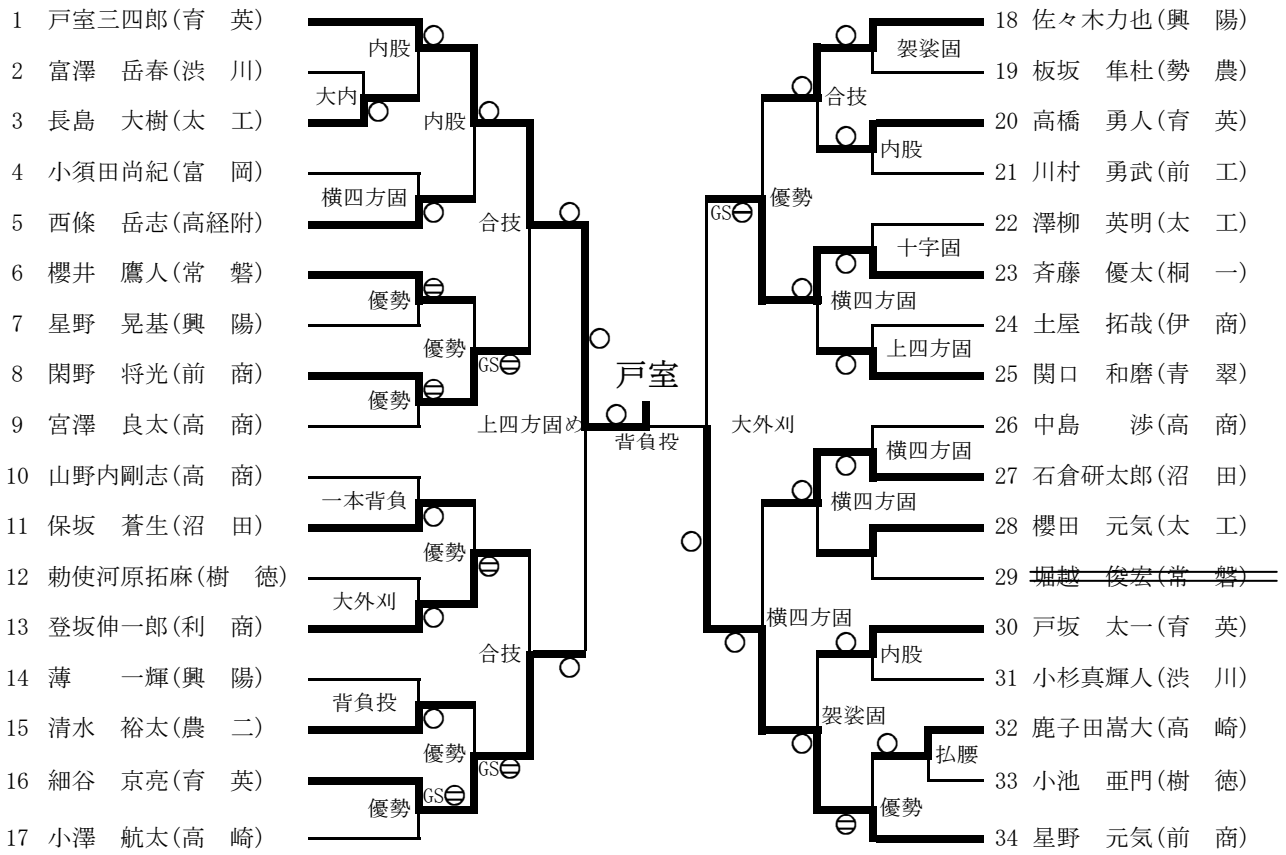 1 戸室三四郎(育　英)
2 富澤　岳春(渋　川)
3 長島　大樹(太　工)
4 小須田尚紀(富　岡)
5 西條　岳志(高経附)
6 櫻井　鷹人(常　磐)
7 星野　晃基(興　陽)
8 閑野　将光(前　商)
9 宮澤　良太(高　商)
10 山野内剛志(高　商)
11 保坂　蒼生(沼　田)
12 勅使河原拓麻(樹　徳)
13 登坂伸一郎(利　商)
14 薄　　一輝(興　陽)
15 清水　裕太(農　二)
16 細谷　京亮(育　英)
17 小澤　航太(高　崎)
内股
大内
内股
横四方固
合技
優勢
優勢
GS
優勢
上四方固め
一本背負
優勢
大外刈
合技
背負投
優勢
GS
GS
優勢
戸室
背負投
大外刈
袈裟固
合技
内股
優勢
GS
十字固
横四方固
上四方固
横四方固
横四方固
横四方固
内股
袈裟固
払腰
優勢
18 佐々木力也(興　陽)
19 板坂　隼杜(勢　農)
20 高橋　勇人(育　英)
21 川村　勇武(前　工)
22 澤柳　英明(太　工)
23 斉藤　優太(桐　一)
24 土屋　拓哉(伊　商)
25 関口　和磨(青　翠)
26 中島　　渉(高　商)
27 石倉研太郎(沼　田)
28 櫻田　元気(太　工)
29 堀越　俊宏(常　磐)
30 戸坂　太一(育　英)
31 小杉真輝人(渋　川)
32 鹿子田嵩大(高　崎)
33 小池　亜門(樹　徳)
34 星野　元気(前　商)